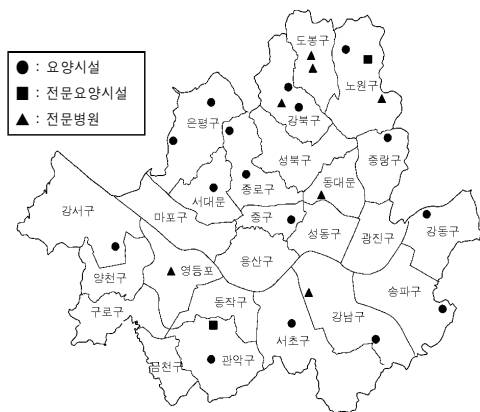 ● : 요양시설
■ : 전문요양시설
▲ : 전문병원
도봉구
노원구
강북구
은평구
성북구
중랑구
종로구
동대문
서대문
강서구
마포구
중구
성동구
광진구
강동구
양천구
영등포
용산구
송파구
구로구
동작구
강남구
서초구
금천구
관악구